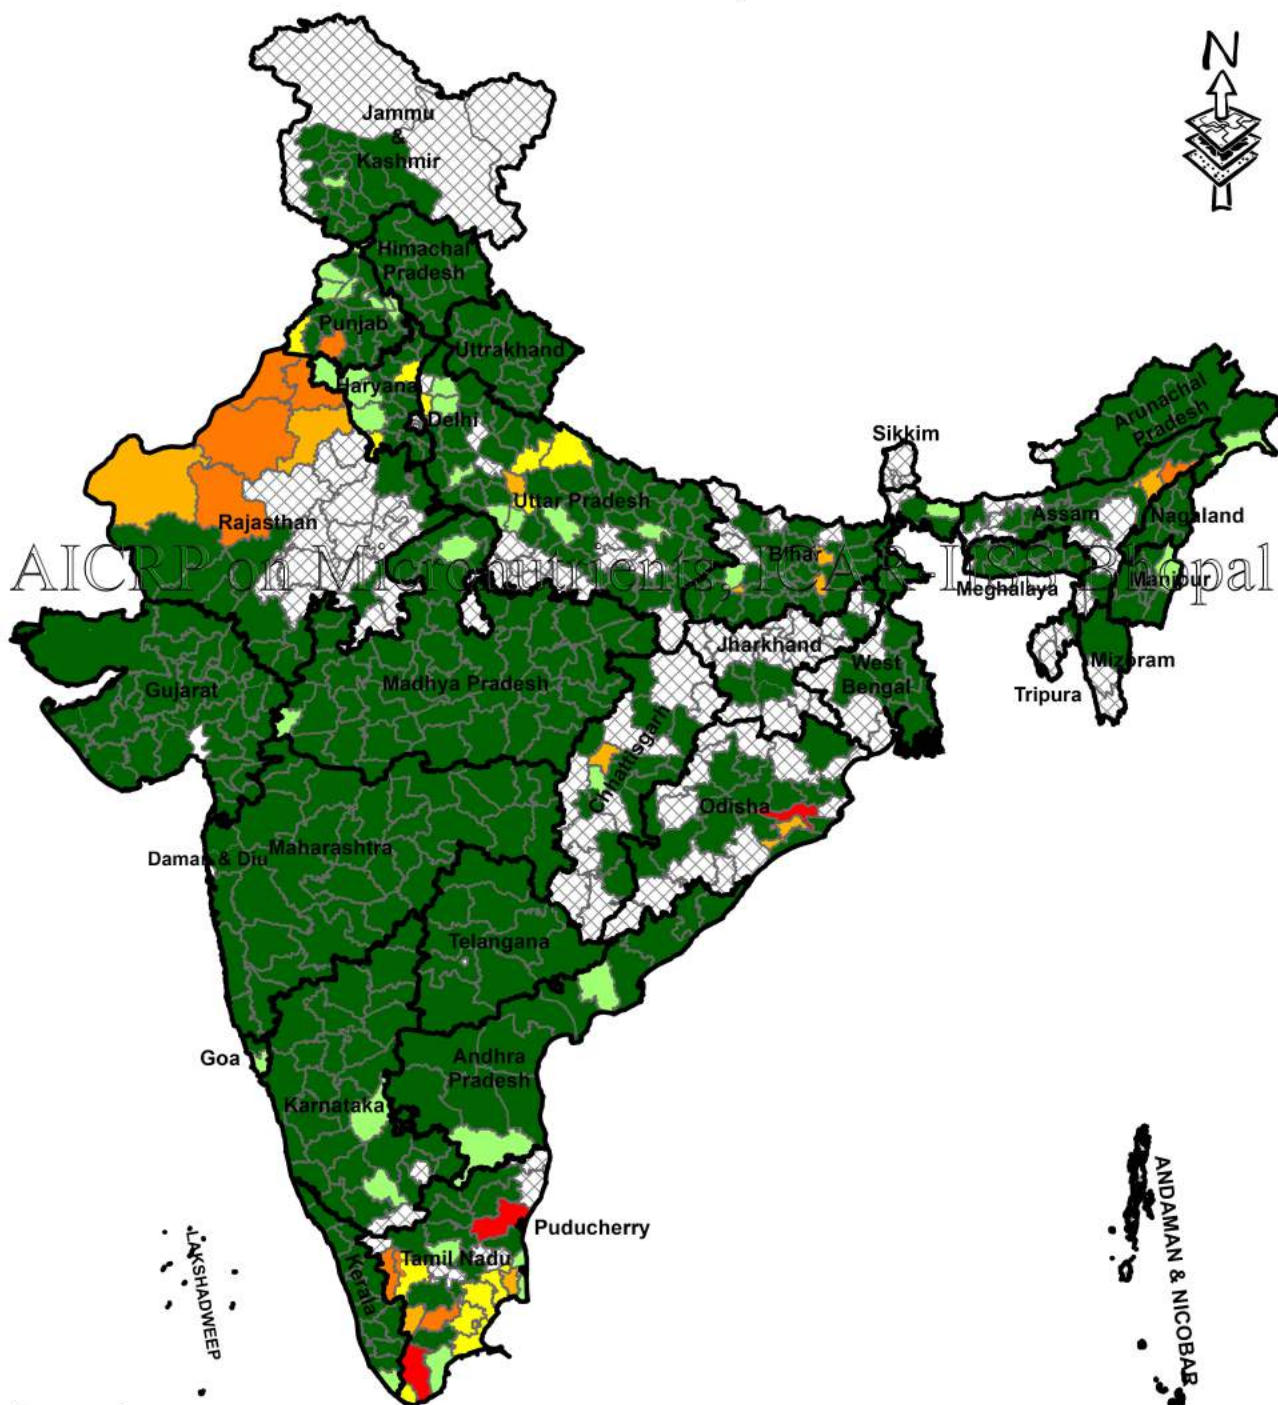 N
Jammu
&
Kashmir
Himachal
Pradesh
Punjab
Uttrakhand
Haryana
Delhi
Arunachal
Pradesh
Sikkim
Uttar Pradesh
Rajasthan
Assam
Nagaland
Bihar
AICRP on Micronutrients, ICAR-IISS Bhopal
Meghalaya
Manipur
Jharkhand
West
Bengal
Mizoram
Tripura
Gujarat
Madhya Pradesh
Chhattisgarh
Odisha
Daman & Diu
Maharashtra
Telangana
Goa
Andhra
Pradesh
Karnataka
Puducherry
Tamil Nadu
Kerala
LAKSHADWEEP
ANDAMAN & NICOBAR